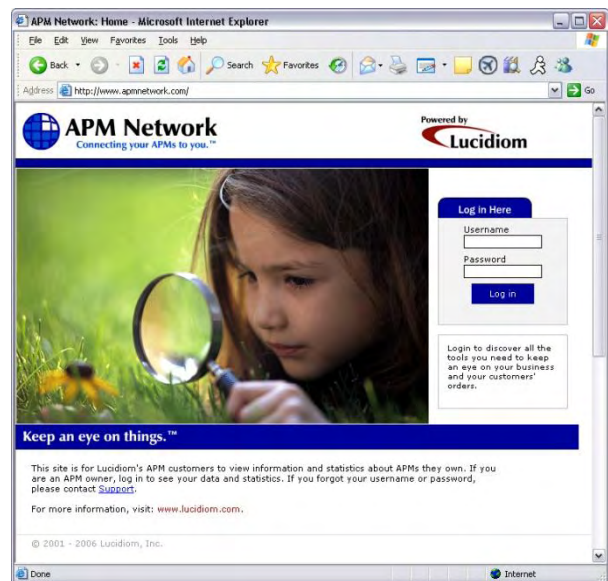 APM Network: Home - Microsoft Internet Explorer
File Edit View Favorites Tools Help
Back Search Favorites
Address http://www.apmnetwork.com/ Go
APM Network
Connecting your APMs to you.™
Powered by
Lucidiom
Log in Here
Username
Password
Log in
Login to discover all the
tools you need to keep
an eye on your business
and your customers'
orders.
Keep an eye on things.™
This site is for Lucidiom's APM customers to view information and statistics about APMs they own. If you
are an APM owner, log in to see your data and statistics. If you forgot your username or password,
please contact Support.
For more information, visit: www.lucidiom.com.
© 2001 - 2006 Lucidiom, Inc.
Done Internet